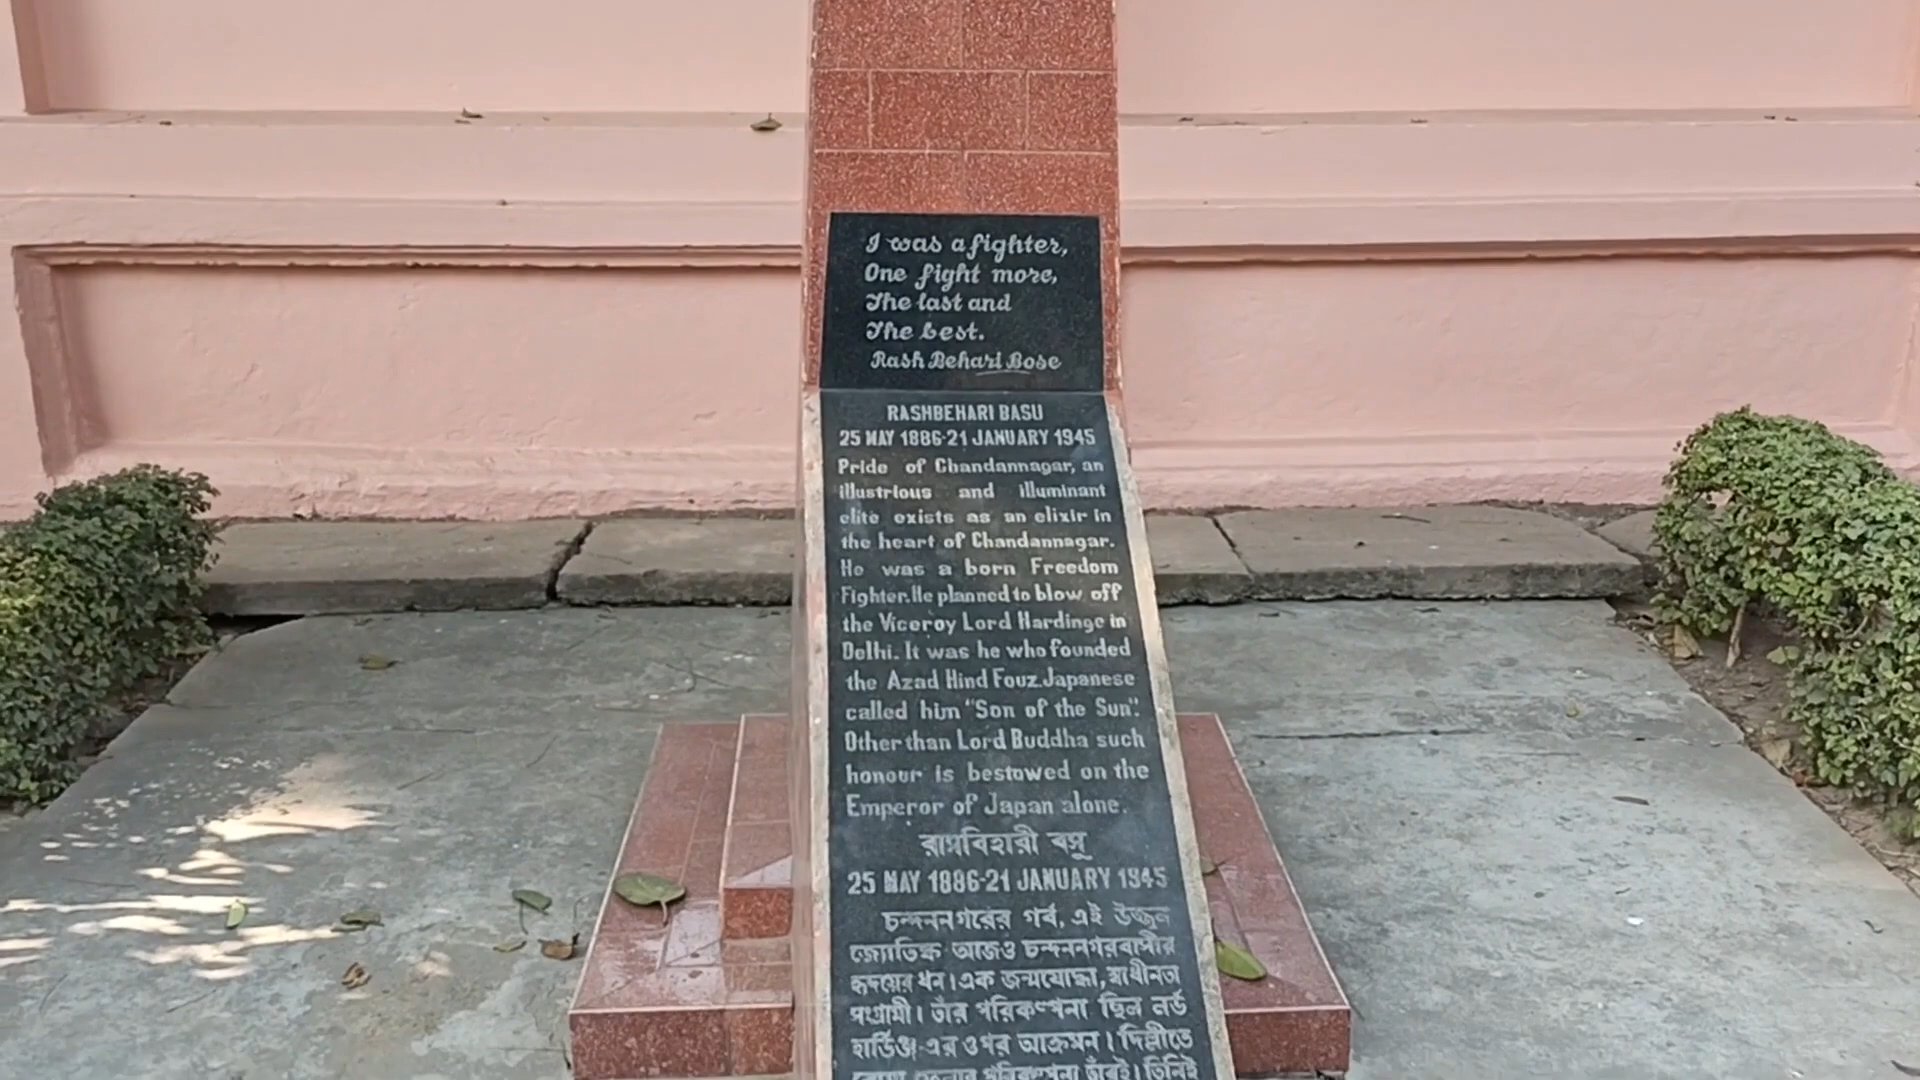 I was a fighter,
One fight more,
The last and
The best.
Rash Behari Bose
RASHBEHARI BASU
25 MAY 1886-21 JANUARY 1945
Pride of Chandannagar, an
illustrious and illuminant
elite exists as an elixir in
the heart of Chandannagar.
He was a born Freedom
Fighter.He planned to blow off
the Viceroy Lord Hardinge in
Delhi. It was he who founded
the Azad Hind Fouz.Japanese
called him "Son of the Sun".
Other than Lord Buddha such
honour is bestowed on the
Emperor of Japan alone.
রাসবিহারী বসু
25 MAY 1886-21 JANUARY 1945
চন্দননগরের গর্ব, এই উজ্জ্বল
জ্যোতিষ্ক আজও চন্দননগরবাসীর
হৃদয়ের ধন। এক জন্মযোদ্ধা, স্বাধীনতা
সংগ্রামী। তাঁর পরিকল্পনা ছিল লর্ড
হার্ডিঞ্জ-এর ওপর আক্রমন। দিল্লীতে
পরিকল্পনা তাঁরই। তিনিই